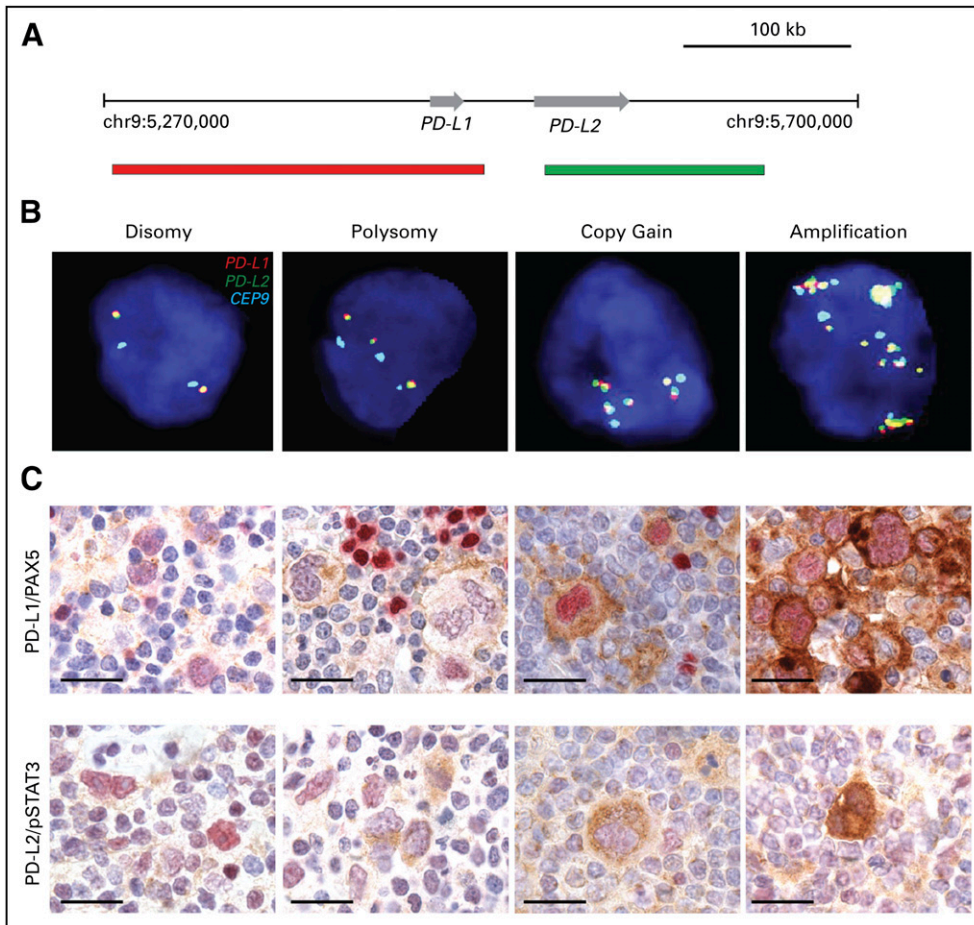 A
100 kb
chr9:5,270,000
PD-L1
PD-L2
chr9:5,700,000
B
Disomy
Polysomy
Copy Gain
Amplification
PD-L1
PD-L2
CEP9
C
PD-L1/PAX5
PD-L2/pSTAT3